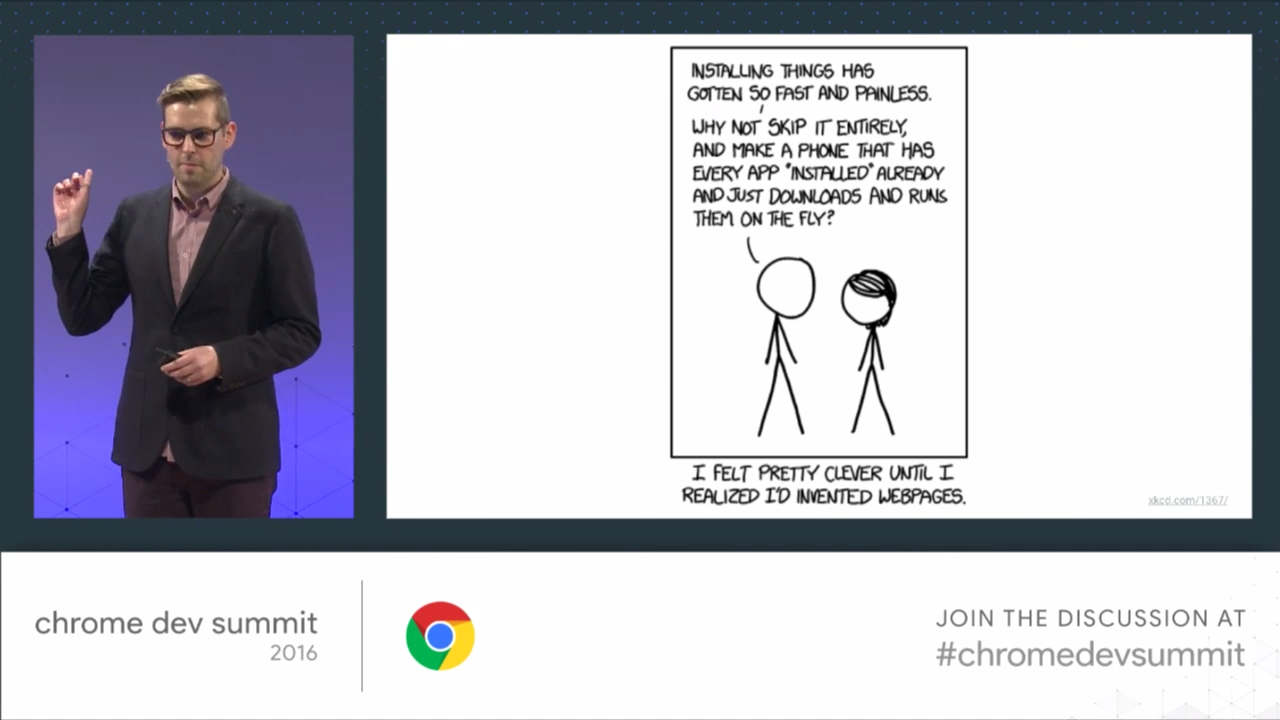 INSTALLING THINGS HAS
GOTTEN SO FAST AND PAINLESS.
WHY NOT SKIP IT ENTIRELY,
AND MAKE A PHONE THAT HAS
EVERY APP "INSTALLED" ALREADY
AND JUST DOWNLOADS AND RUNS
THEM ON THE FLY?
I FELT PRETTY CLEVER UNTIL I
REALIZED I'D INVENTED WEBPAGES.
xkcd.com/1367/
chrome dev summit
2016
JOIN THE DISCUSSION AT
#chromedevsummit